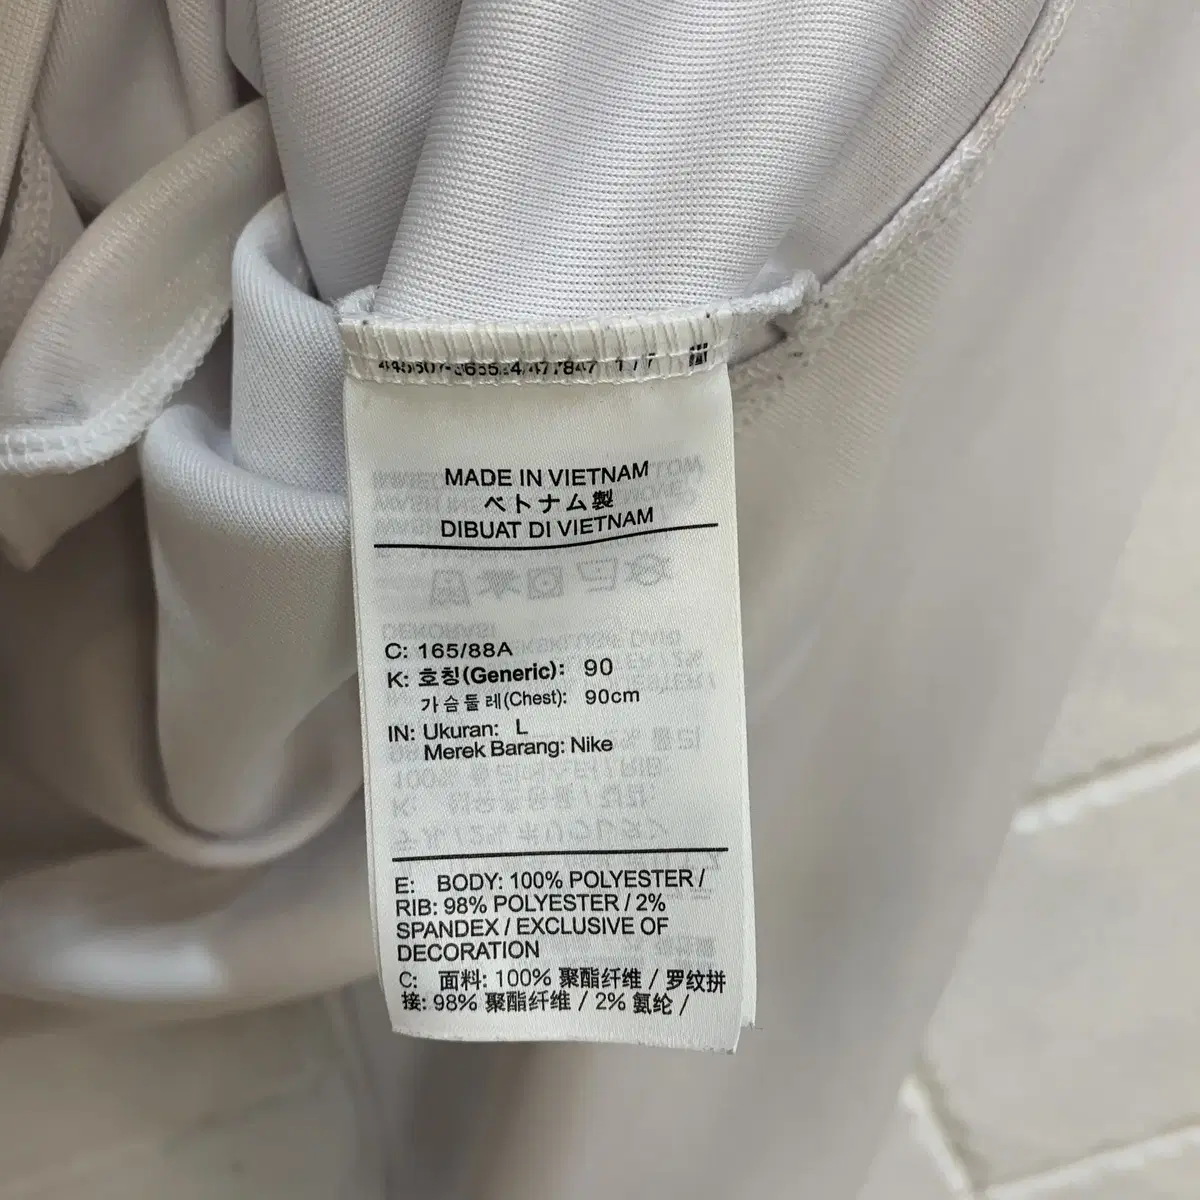 MADE IN VIETNAM
ベトナム製
DIBUAT DI VIETNAM
C: 165/88A
K: 호칭(Generic): 90
가슴둘레(Chest): 90cm
IN: Ukuran: L
Merek Barang: Nike
E: BODY: 100% POLYESTER /
RIB: 98% POLYESTER / 2%
SPANDEX / EXCLUSIVE OF
DECORATION
C: 面料: 100% 聚酯纤维 / 罗纹拼
接: 98% 聚酯纤维 / 2% 氨纶 /